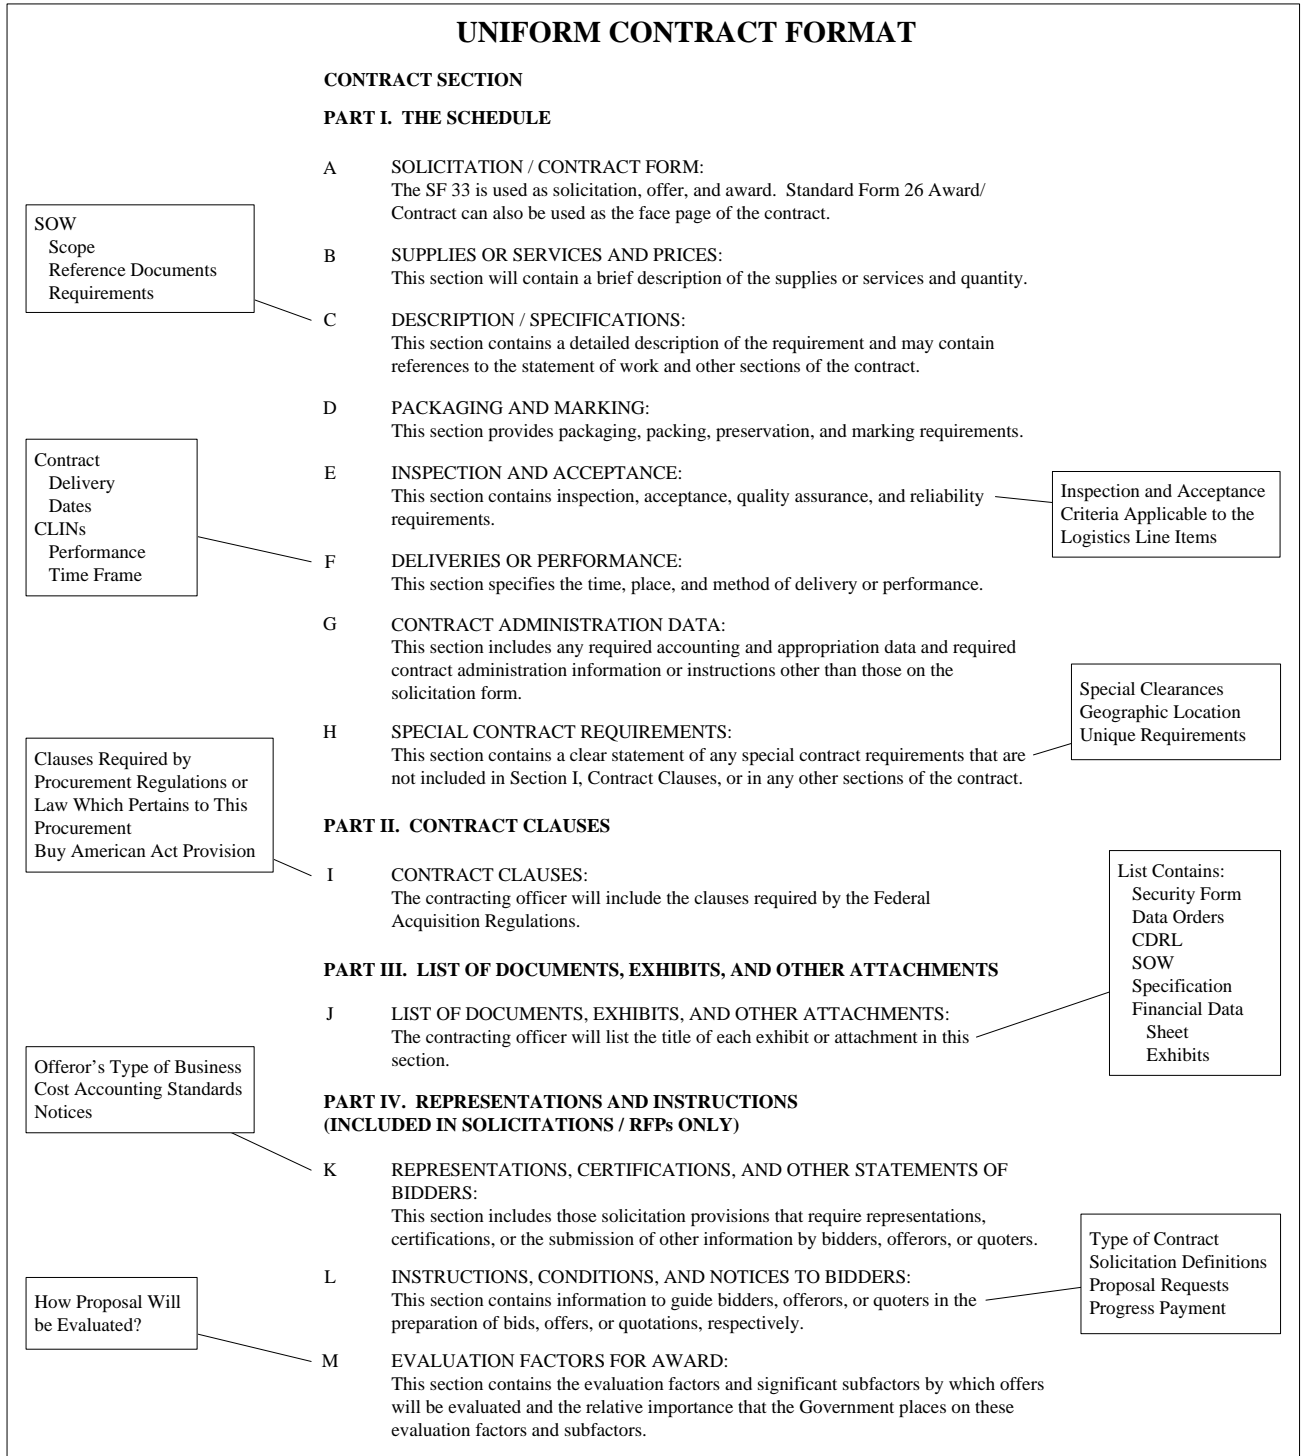 UNIFORM CONTRACT FORMAT
CONTRACT SECTION
PART I. THE SCHEDULE
A SOLICITATION / CONTRACT FORM:
The SF 33 is used as solicitation, offer, and award. Standard Form 26 Award/
Contract can also be used as the face page of the contract.
SOW
Scope
Reference Documents
Requirements
B SUPPLIES OR SERVICES AND PRICES:
This section will contain a brief description of the supplies or services and quantity.
C DESCRIPTION / SPECIFICATIONS:
This section contains a detailed description of the requirement and may contain
references to the statement of work and other sections of the contract.
D PACKAGING AND MARKING:
This section provides packaging, packing, preservation, and marking requirements.
Contract
Delivery
Dates
CLINs
Performance
Time Frame
E INSPECTION AND ACCEPTANCE:
This section contains inspection, acceptance, quality assurance, and reliability
requirements.
Inspection and Acceptance
Criteria Applicable to the
Logistics Line Items
F DELIVERIES OR PERFORMANCE:
This section specifies the time, place, and method of delivery or performance.
G CONTRACT ADMINISTRATION DATA:
This section includes any required accounting and appropriation data and required
contract administration information or instructions other than those on the
solicitation form.
Special Clearances
Geographic Location
Unique Requirements
H SPECIAL CONTRACT REQUIREMENTS:
This section contains a clear statement of any special contract requirements that are
not included in Section I, Contract Clauses, or in any other sections of the contract.
Clauses Required by
Procurement Regulations or
Law Which Pertains to This
Procurement
Buy American Act Provision
PART II. CONTRACT CLAUSES
I CONTRACT CLAUSES:
The contracting officer will include the clauses required by the Federal
Acquisition Regulations.
List Contains:
Security Form
Data Orders
CDRL
SOW
Specification
Financial Data
Sheet
Exhibits
PART III. LIST OF DOCUMENTS, EXHIBITS, AND OTHER ATTACHMENTS
J LIST OF DOCUMENTS, EXHIBITS, AND OTHER ATTACHMENTS:
The contracting officer will list the title of each exhibit or attachment in this
section.
Offeror's Type of Business
Cost Accounting Standards
Notices
PART IV. REPRESENTATIONS AND INSTRUCTIONS
(INCLUDED IN SOLICITATIONS / RFPs ONLY)
K REPRESENTATIONS, CERTIFICATIONS, AND OTHER STATEMENTS OF
BIDDERS:
This section includes those solicitation provisions that require representations,
certifications, or the submission of other information by bidders, offerors, or quoters.
Type of Contract
Solicitation Definitions
Proposal Requests
Progress Payment
L INSTRUCTIONS, CONDITIONS, AND NOTICES TO BIDDERS:
This section contains information to guide bidders, offerors, or quoters in the
preparation of bids, offers, or quotations, respectively.
How Proposal Will
be Evaluated?
M EVALUATION FACTORS FOR AWARD:
This section contains the evaluation factors and significant subfactors by which offers
will be evaluated and the relative importance that the Government places on these
evaluation factors and subfactors.